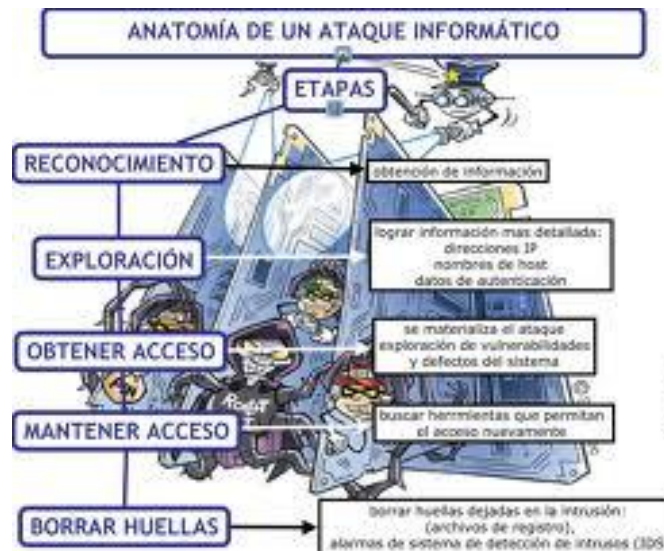 ANATOMÍA DE UN ATAQUE INFORMÁTICO
ETAPAS
RECONOCIMIENTO
obtención de información
EXPLORACIÓN
lograr información mas detallada:
direcciones IP
nombres de host
datos de autenticación
OBTENER ACCESO
se materializa el ataque
exploración de vulnerabilidades
y defectos del sistema
MANTENER ACCESO
buscar herrmientas que permitan
el acceso nuevamente
BORRAR HUELLAS
borrar huellas dejadas en la intrusión:
(archivos de registro),
alarmas de sistema de detección de intrusos (IDS